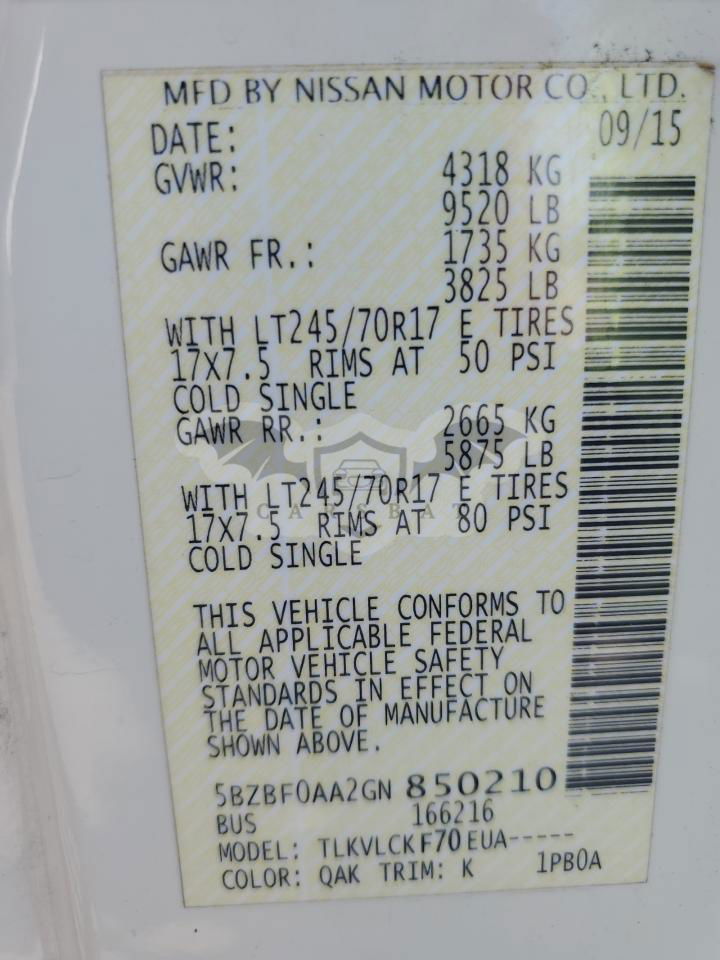 MFD BY NISSAN MOTOR CO., LTD.
DATE: 09/15
GVWR: 4318 KG
9520 LB
GAWR FR.: 1735 KG
3825 LB
WITH LT245/70R17 E TIRES
17X7.5 RIMS AT 50 PSI
COLD SINGLE
GAWR RR.: 2665 KG
5875 LB
WITH LT245/70R17 E TIRES
CARSBAT
17X7.5 RIMS AT 80 PSI
COLD SINGLE
THIS VEHICLE CONFORMS TO
ALL APPLICABLE FEDERAL
MOTOR VEHICLE SAFETY
STANDARDS IN EFFECT ON
THE DATE OF MANUFACTURE
SHOWN ABOVE.
5BZBF0AA2GN 850210
BUS 166216
MODEL: TLKVLCKF70EUA-----
COLOR: QAK TRIM: K 1PB0A